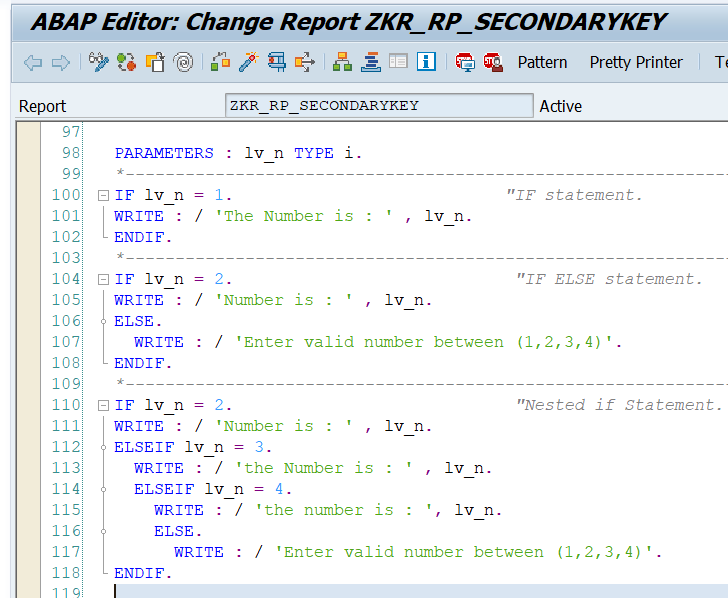 ABAP Editor: Change Report ZKR_RP_SECONDARYKEY
Pattern Pretty Printer
Report ZKR_RP_SECONDARYKEY Active
97
98 PARAMETERS : lv_n TYPE i.
99 *----------------------------------------------------------------
100 IF lv_n = 1. "IF statement.
101 WRITE : / 'The Number is : ' , lv_n.
102 ENDIF.
103 *----------------------------------------------------------------
104 IF lv_n = 2. "IF ELSE statement.
105 WRITE : / 'Number is : ' , lv_n.
106 ELSE.
107 WRITE : / 'Enter valid number between (1,2,3,4)'.
108 ENDIF.
109 *----------------------------------------------------------------
110 IF lv_n = 2. "Nested if Statement.
111 WRITE : / 'Number is : ' , lv_n.
112 ELSEIF lv_n = 3.
113 WRITE : / 'the Number is : ' , lv_n.
114 ELSEIF lv_n = 4.
115 WRITE : / 'the number is : ', lv_n.
116 ELSE.
117 WRITE : / 'Enter valid number between (1,2,3,4)'.
118 ENDIF.
119